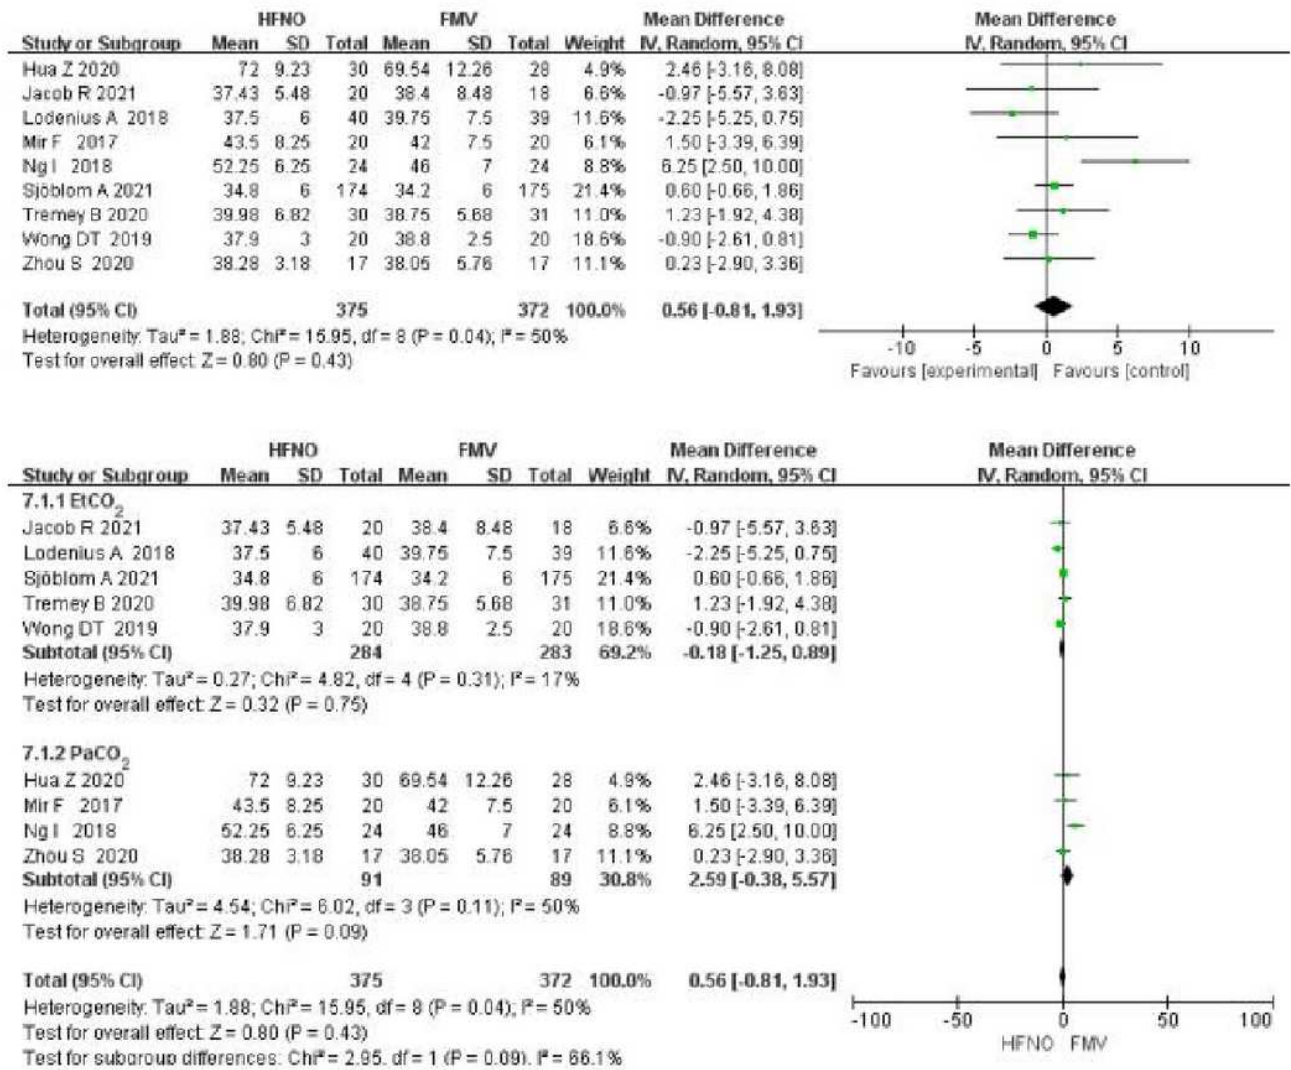 HFNO FMV Mean Difference Mean Difference
Study or Subgroup Mean SD Total Mean SD Total Weight IV, Random, 95% CI IV, Random, 95% CI
Hua Z 2020 72 9.23 30 69.54 12.26 28 4.9% 2.46 [-3.16, 8.08]
Jacob R 2021 37.43 5.48 20 38.4 8.48 18 6.6% -0.97 [-5.57, 3.63]
Lodenius A 2018 37.5 6 40 39.75 7.5 39 11.6% -2.25 [-5.25, 0.75]
Mir F 2017 43.5 8.25 20 42 7.5 20 6.1% 1.50 [-3.39, 6.39]
Ng I 2018 52.25 6.25 24 46 7 24 8.8% 6.25 [2.50, 10.00]
Sjöblom A 2021 34.8 6 174 34.2 6 175 21.4% 0.60 [-0.66, 1.86]
Tremey B 2020 39.98 6.82 30 38.75 5.68 31 11.0% 1.23 [-1.92, 4.38]
Wong DT 2019 37.9 3 20 38.8 2.5 20 18.6% -0.90 [-2.61, 0.81]
Zhou S 2020 38.28 3.18 17 38.05 5.76 17 11.1% 0.23 [-2.90, 3.36]
Total (95% CI) 375 372 100.0% 0.56 [-0.81, 1.93]
Heterogeneity: Tau² = 1.88; Chi² = 15.95, df = 8 (P = 0.04); I² = 50%
Test for overall effect: Z = 0.80 (P = 0.43)
-10 -5 0 5 10
Favours [experimental] Favours [control]
HFNO FMV Mean Difference Mean Difference
Study or Subgroup Mean SD Total Mean SD Total Weight IV, Random, 95% CI IV, Random, 95% CI
7.1.1 EtCO₂
Jacob R 2021 37.43 5.48 20 38.4 8.48 18 6.6% -0.97 [-5.57, 3.63]
Lodenius A 2018 37.5 6 40 39.75 7.5 39 11.6% -2.25 [-5.25, 0.75]
Sjöblom A 2021 34.8 6 174 34.2 6 175 21.4% 0.60 [-0.66, 1.86]
Tremey B 2020 39.98 6.82 30 38.75 5.68 31 11.0% 1.23 [-1.92, 4.38]
Wong DT 2019 37.9 3 20 38.8 2.5 20 18.6% -0.90 [-2.61, 0.81]
Subtotal (95% CI) 284 283 69.2% -0.18 [-1.25, 0.89]
Heterogeneity: Tau² = 0.27; Chi² = 4.82, df = 4 (P = 0.31); I² = 17%
Test for overall effect: Z = 0.32 (P = 0.75)
7.1.2 PaCO₂
Hua Z 2020 72 9.23 30 69.54 12.26 28 4.9% 2.46 [-3.16, 8.08]
Mir F 2017 43.5 8.25 20 42 7.5 20 6.1% 1.50 [-3.39, 6.39]
Ng I 2018 52.25 6.25 24 46 7 24 8.8% 6.25 [2.50, 10.00]
Zhou S 2020 38.28 3.18 17 38.05 5.76 17 11.1% 0.23 [-2.90, 3.36]
Subtotal (95% CI) 91 89 30.8% 2.59 [-0.38, 5.57]
Heterogeneity: Tau² = 4.54; Chi² = 6.02, df = 3 (P = 0.11); I² = 50%
Test for overall effect: Z = 1.71 (P = 0.09)
Total (95% CI) 375 372 100.0% 0.56 [-0.81, 1.93]
Heterogeneity: Tau² = 1.88; Chi² = 15.95, df = 8 (P = 0.04); I² = 50%
Test for overall effect: Z = 0.80 (P = 0.43)
Test for subgroup differences: Chi² = 2.95. df = 1 (P = 0.09). I² = 66.1%
-100 -50 0 50 100
HFNO FMV